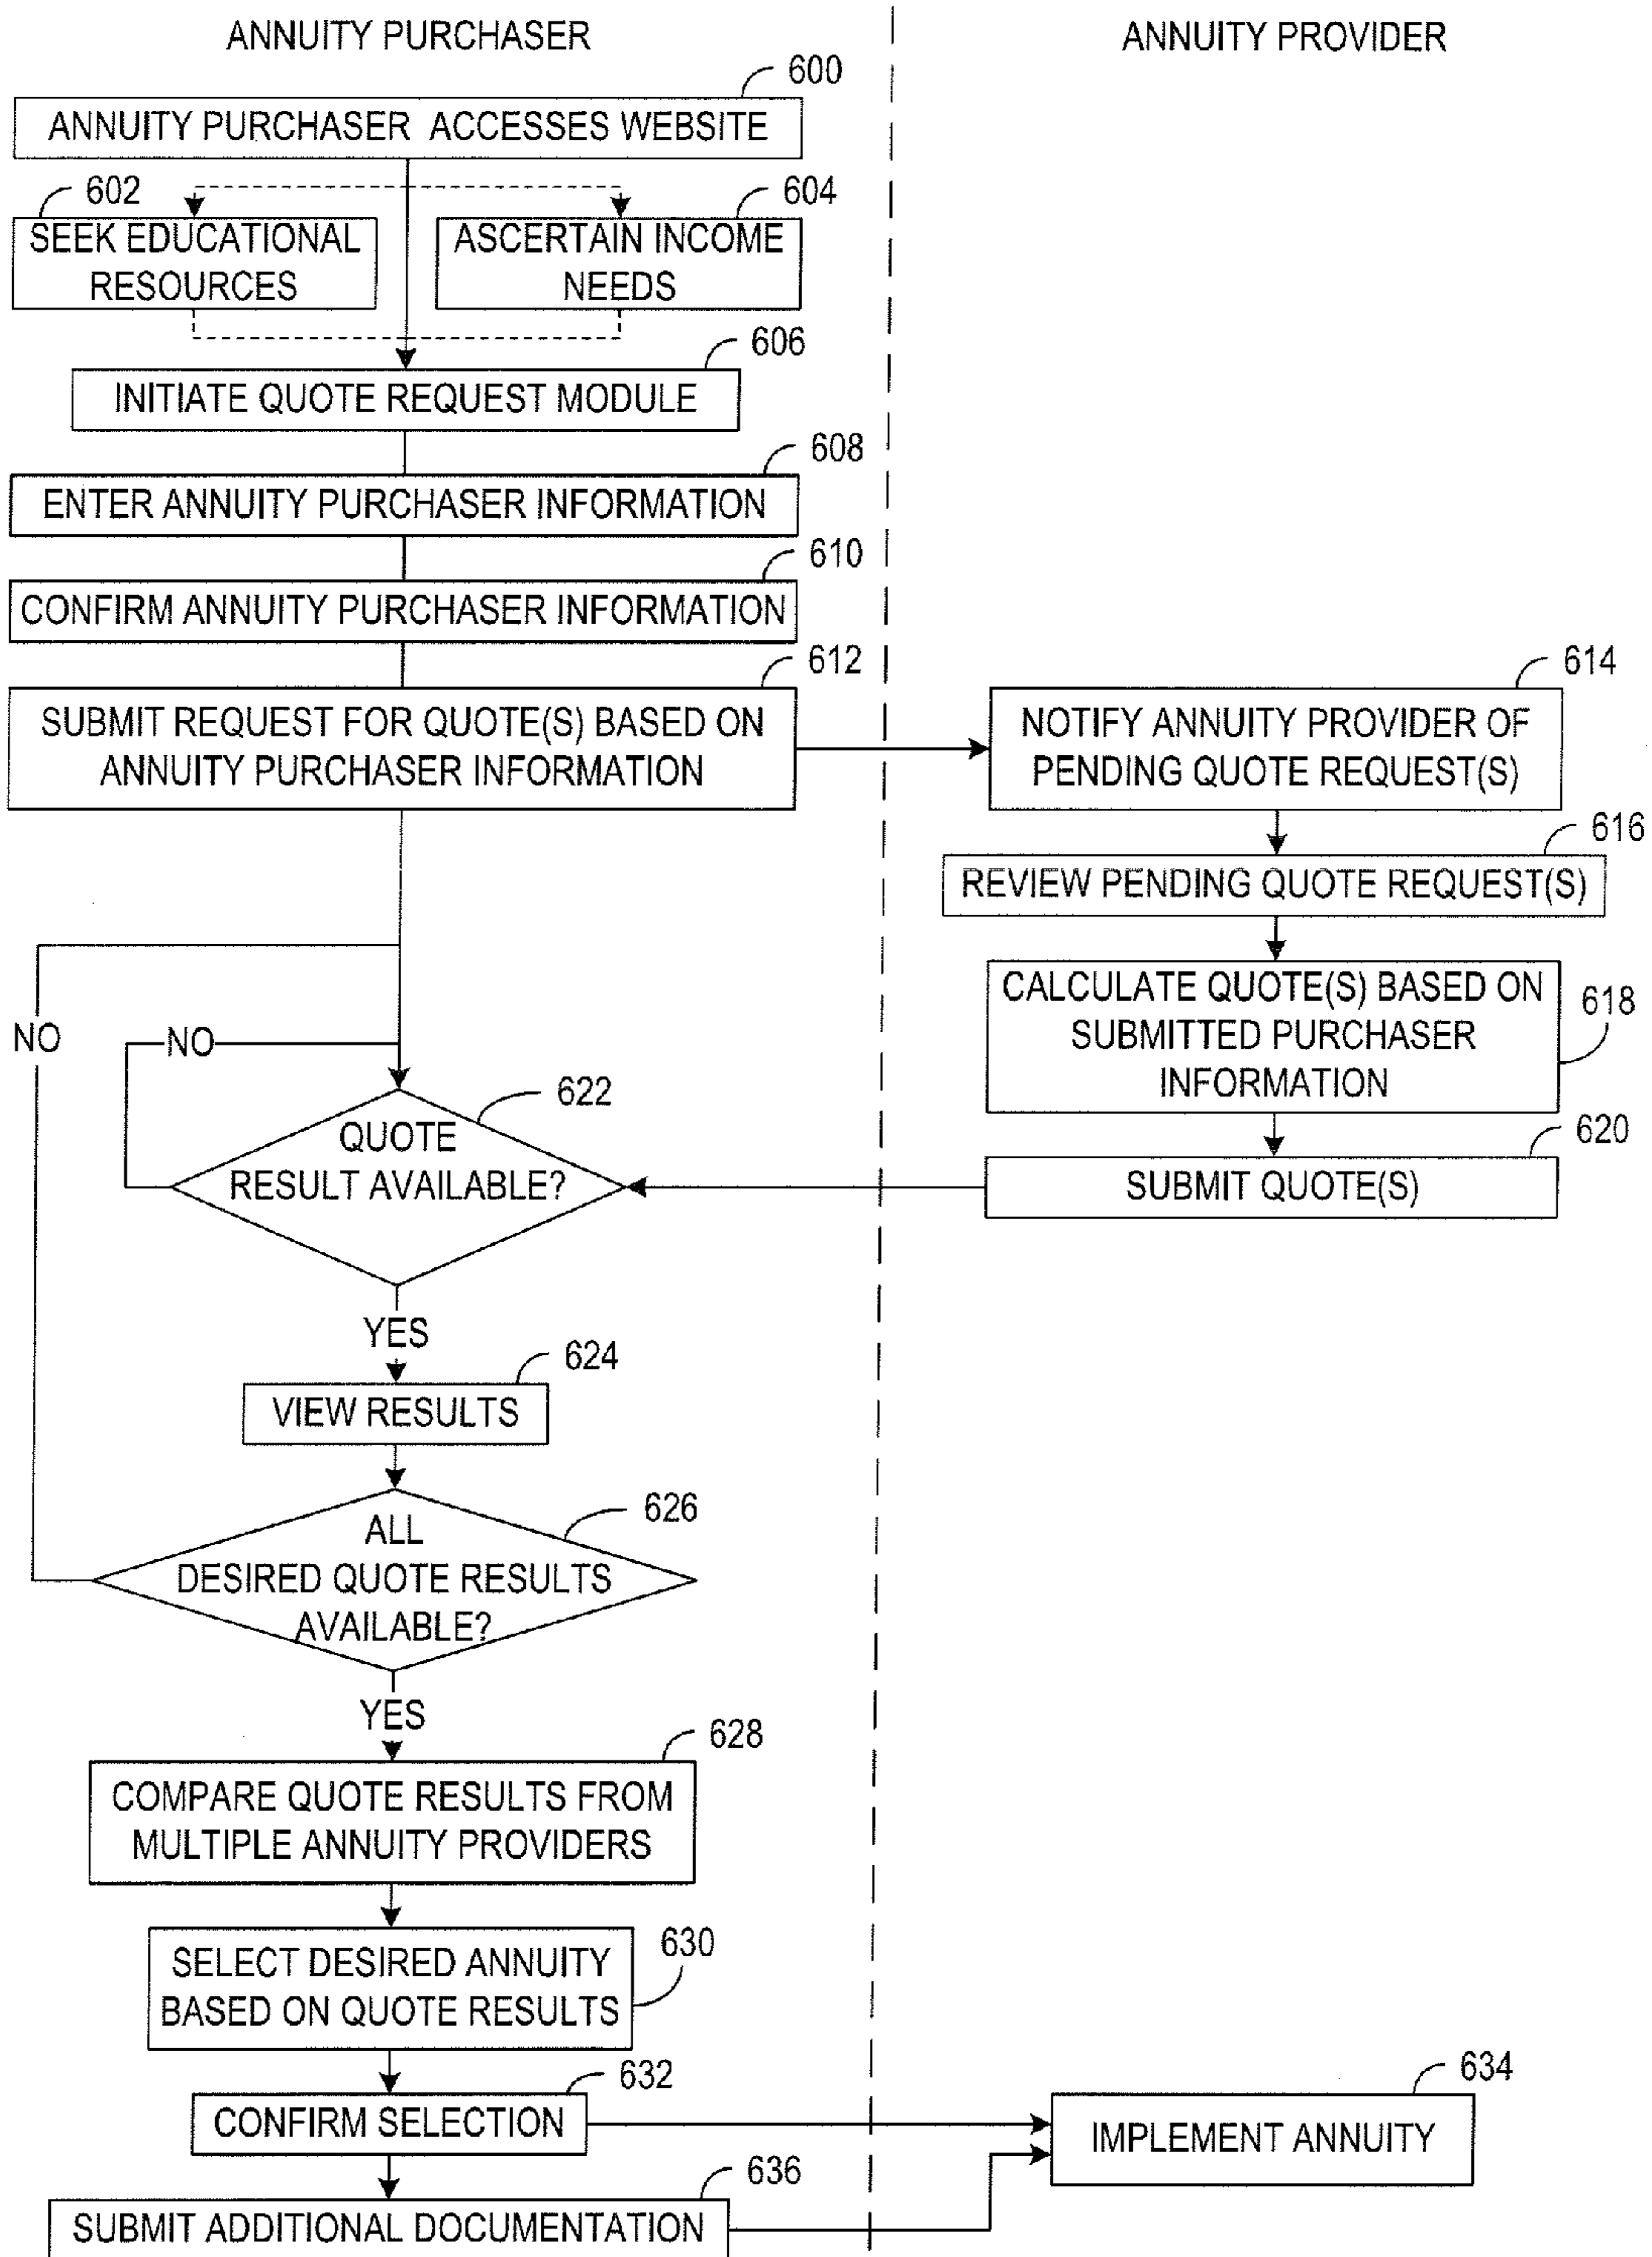 ANNUITY PURCHASER
ANNUITY PROVIDER
600
ANNUITY PURCHASER ACCESSES WEBSITE
602
604
SEEK EDUCATIONAL
RESOURCES
ASCERTAIN INCOME
NEEDS
606
INITIATE QUOTE REQUEST MODULE
608
ENTER ANNUITY PURCHASER INFORMATION
610
CONFIRM ANNUITY PURCHASER INFORMATION
612
SUBMIT REQUEST FOR QUOTE(S) BASED ON
ANNUITY PURCHASER INFORMATION
614
NOTIFY ANNUITY PROVIDER OF
PENDING QUOTE REQUEST(S)
616
REVIEW PENDING QUOTE REQUEST(S)
CALCULATE QUOTE(S) BASED ON
SUBMITTED PURCHASER
INFORMATION
618
620
SUBMIT QUOTE(S)
NO
NO
622
QUOTE
RESULT AVAILABLE?
YES
624
VIEW RESULTS
626
ALL
DESIRED QUOTE RESULTS
AVAILABLE?
YES
628
COMPARE QUOTE RESULTS FROM
MULTIPLE ANNUITY PROVIDERS
630
SELECT DESIRED ANNUITY
BASED ON QUOTE RESULTS
632
CONFIRM SELECTION
634
IMPLEMENT ANNUITY
636
SUBMIT ADDITIONAL DOCUMENTATION